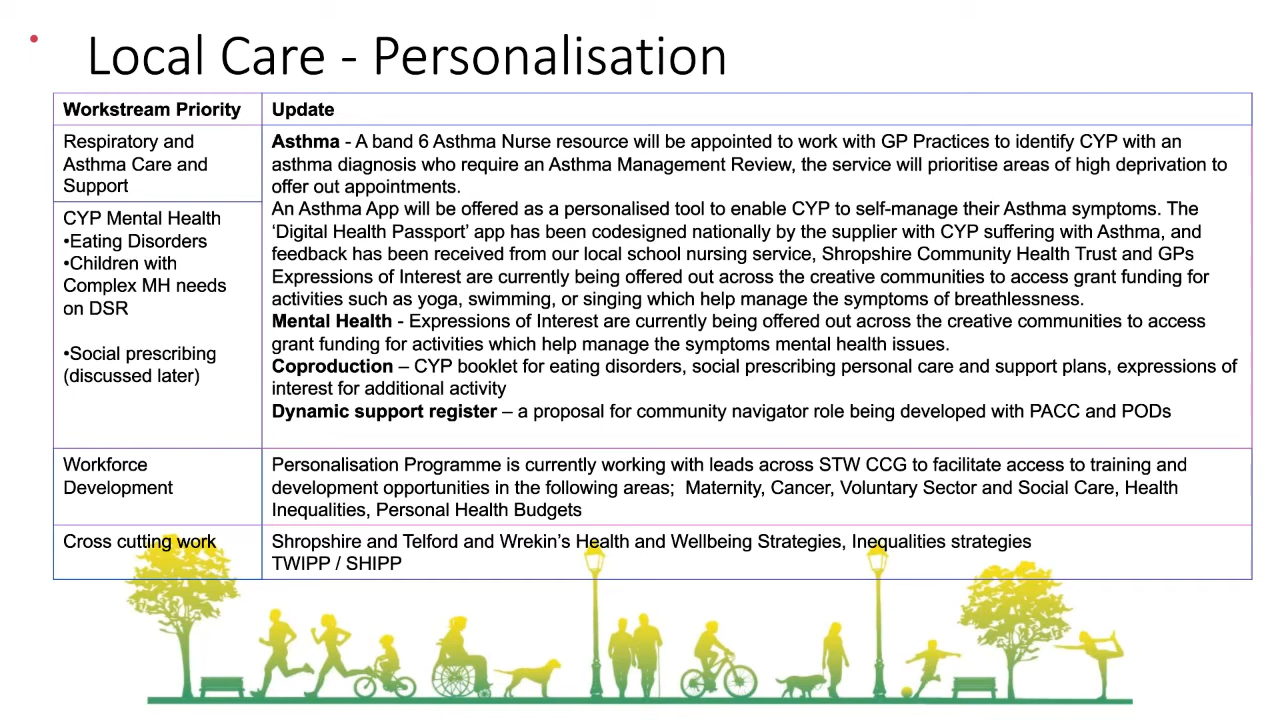 Local Care - Personalisation
Workstream Priority
Update
Respiratory and
Asthma Care and
Support
Asthma - A band 6 Asthma Nurse resource will be appointed to work with GP Practices to identify CYP with an
asthma diagnosis who require an Asthma Management Review, the service will prioritise areas of high deprivation to
offer out appointments.
An Asthma App will be offered as a personalised tool to enable CYP to self-manage their Asthma symptoms. The
‘Digital Health Passport’ app has been codesigned nationally by the supplier with CYP suffering with Asthma, and
feedback has been received from our local school nursing service, Shropshire Community Health Trust and GPs
Expressions of Interest are currently being offered out across the creative communities to access grant funding for
activities such as yoga, swimming, or singing which help manage the symptoms of breathlessness.
Mental Health - Expressions of Interest are currently being offered out across the creative communities to access
grant funding for activities which help manage the symptoms mental health issues.
Coproduction – CYP booklet for eating disorders, social prescribing personal care and support plans, expressions of
interest for additional activity
Dynamic support register – a proposal for community navigator role being developed with PACC and PODs
CYP Mental Health
•Eating Disorders
•Children with
Complex MH needs
on DSR
•Social prescribing
(discussed later)
Workforce
Development
Personalisation Programme is currently working with leads across STW CCG to facilitate access to training and
development opportunities in the following areas;  Maternity, Cancer, Voluntary Sector and Social Care, Health
Inequalities, Personal Health Budgets
Cross cutting work
Shropshire and Telford and Wrekin’s Health and Wellbeing Strategies, Inequalities strategies
TWIPP / SHIPP